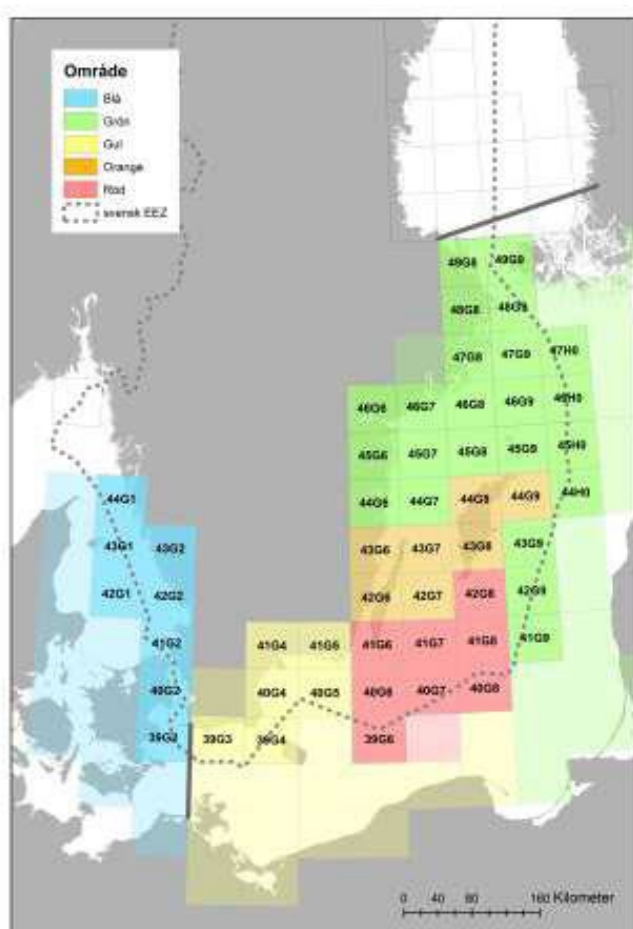 Område
Blå
Grön
Gul
Orange
Röd
svensk EEZ
49G8 49G9
48G8 48G9
47G8 47G9 47H0
46G6 46G7 46G8 46G9 46H0
45G6 45G7 45G8 45G9 45H0
44G1 44G6 44G7 44G8 44G9 44H0
43G1 43G2 43G6 43G7 43G8 43G9
42G1 42G2 42G6 42G7 42G8 42G9
41G2 41G4 41G5 41G6 41G7 41G8 41G9
40G2 40G4 40G5 40G6 40G7 40G8
39G2 39G3 39G4 39G6
0 40 80 160 Kilometer